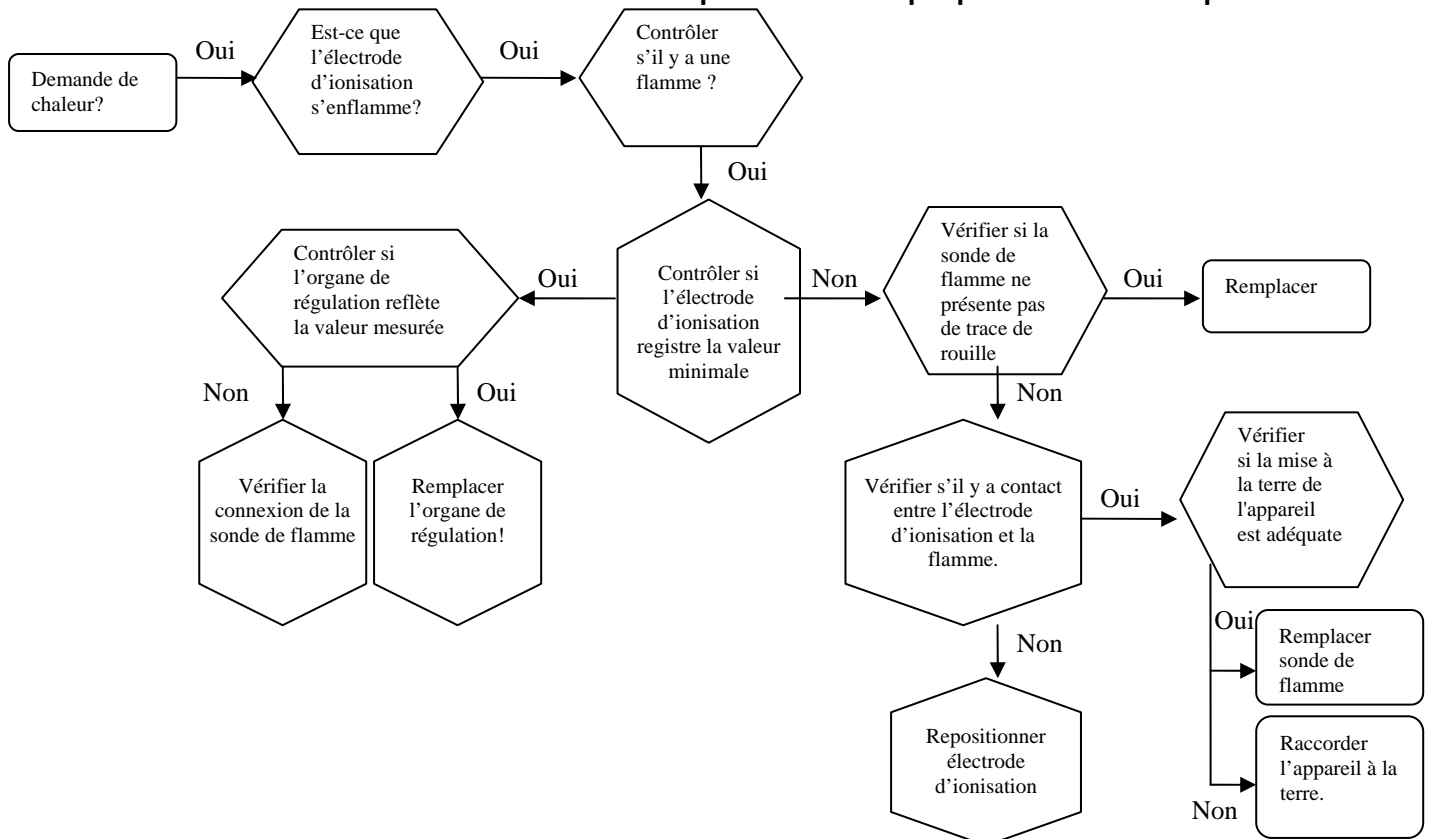 Oui
Est-ce que
l’électrode
d’ionisation
s’enflamme?
Oui
Contrôler
s’il y a une
flamme ?
Demande de
chaleur?
Oui
Contrôler si
l’organe de
régulation reflète
la valeur mesurée
Oui
Contrôler si
l’électrode
d’ionisation
registre la valeur
minimale
Non
Vérifier si la
sonde de
flamme ne
présente pas
de trace de
rouille
Oui
Remplacer
Non
Oui
Non
Vérifier la
connexion de la
sonde de flamme
Remplacer
l’organe de
régulation!
Vérifier s’il y a contact
entre l’électrode
d’ionisation et la
flamme.
Oui
Vérifier
si la mise à
la terre de
l'appareil
est adéquate
Non
Oui
Remplacer
sonde de
flamme
Repositionner
électrode
d’ionisation
Raccorder
l’appareil à la
terre.
Non